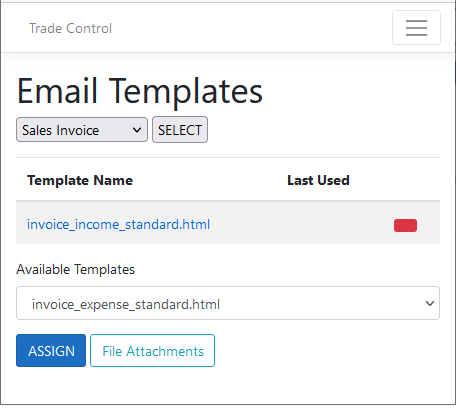 Trade Control
Email Templates
Sales Invoice SELECT
Template Name Last Used
invoice_income_standard.html
Available Templates
invoice_expense_standard.html
ASSIGN File Attachments